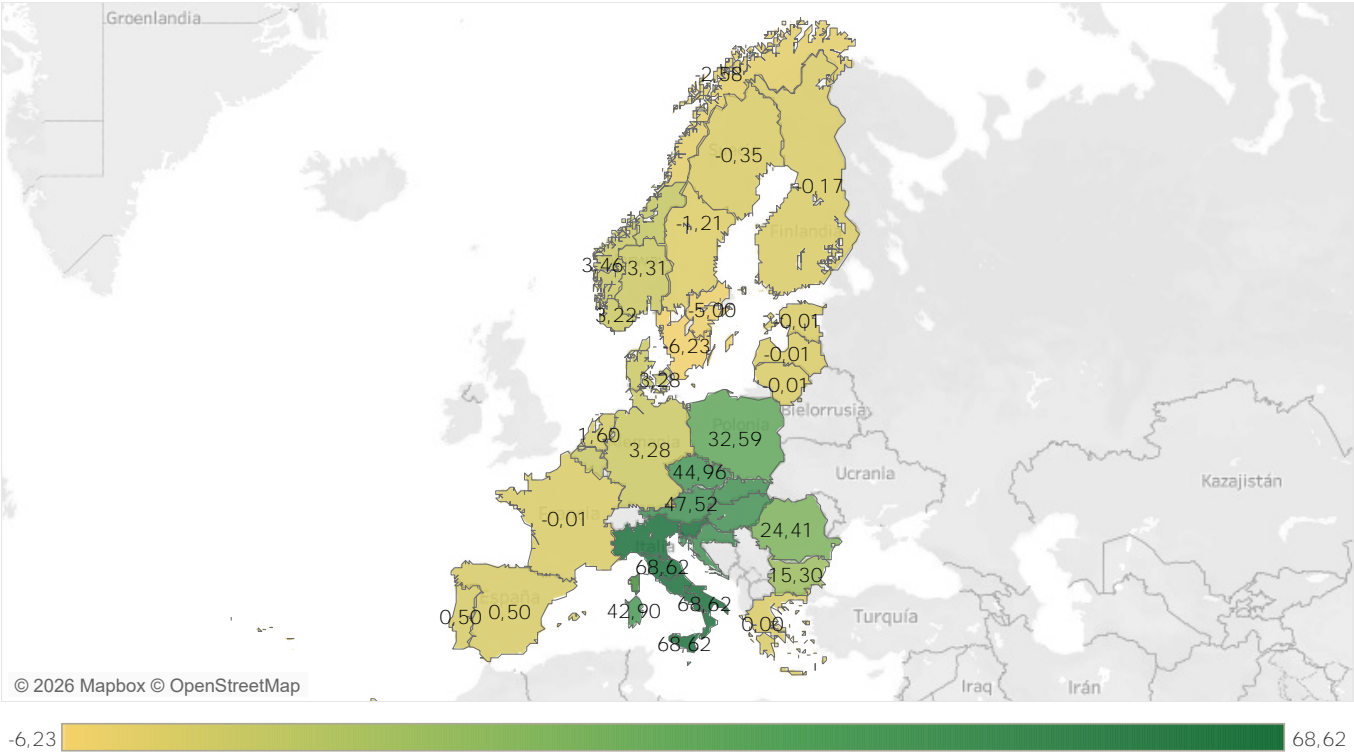 Groenlandia
-2,58
-0,35
-0,17
-1,21
Finlandia
3,46
3,31
3,22
-5,00
-0,01
-6,23
-0,01
3,28
0,01
Bielorrusia
Polonia
1,60
32,59
3,28
44,96
Ucrania
Kazajistán
47,52
-0,01
24,41
Italia
68,62
15,30
España
0,50
0,50
42,90
68,62
Turquía
0,00
68,62
© 2026 Mapbox © OpenStreetMap
Iraq
Irán
-6,23
68,62